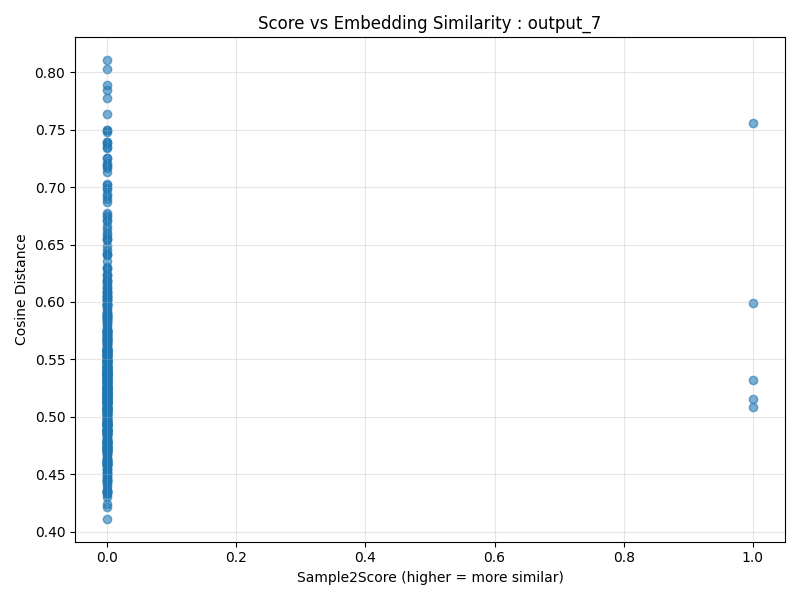 Score vs Embedding Similarity : output_7
Cosine Distance
0.80
0.75
0.70
0.65
0.60
0.55
0.50
0.45
0.40
0.0 0.2 0.4 0.6 0.8 1.0
Sample2Score (higher = more similar)